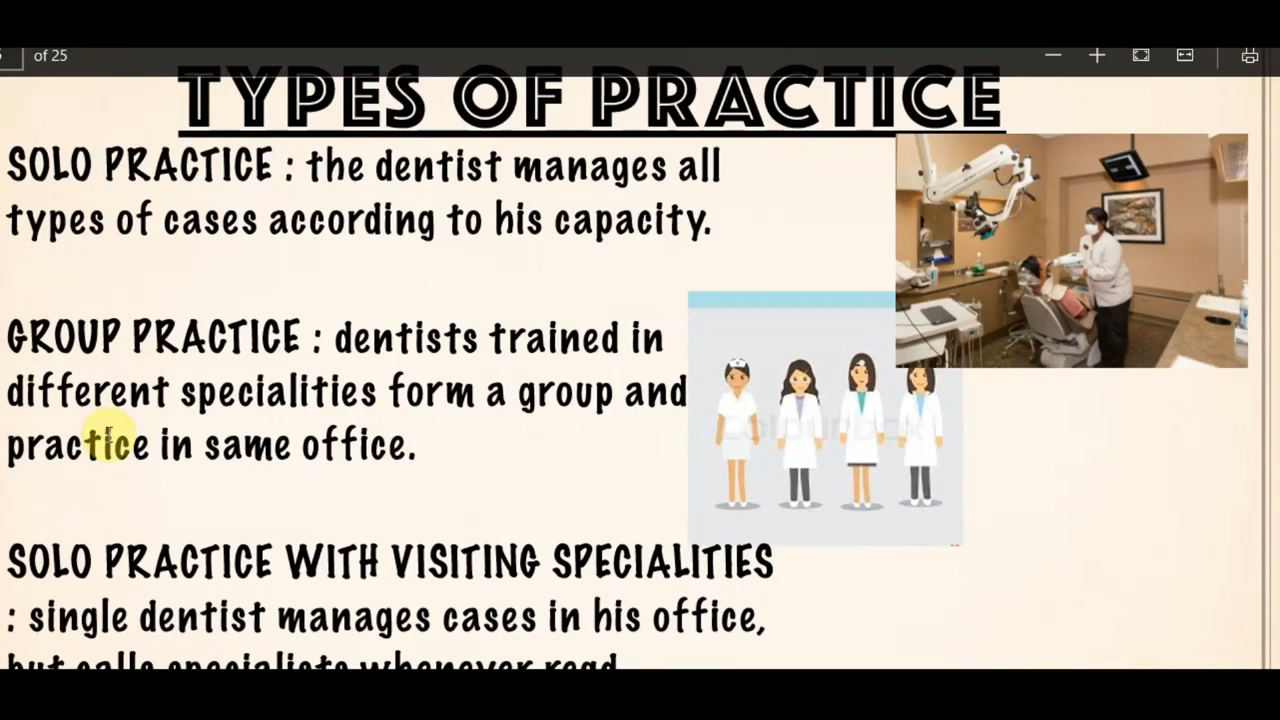 of 25
TYPES OF PRACTICE
SOLO PRACTICE : the dentist manages all
types of cases according to his capacity.
GROUP PRACTICE : dentists trained in
different specialities form a group and
practice in same office.
SOLO PRACTICE WITH VISITING SPECIALITIES
: single dentist manages cases in his office,
but calls specialists whenever